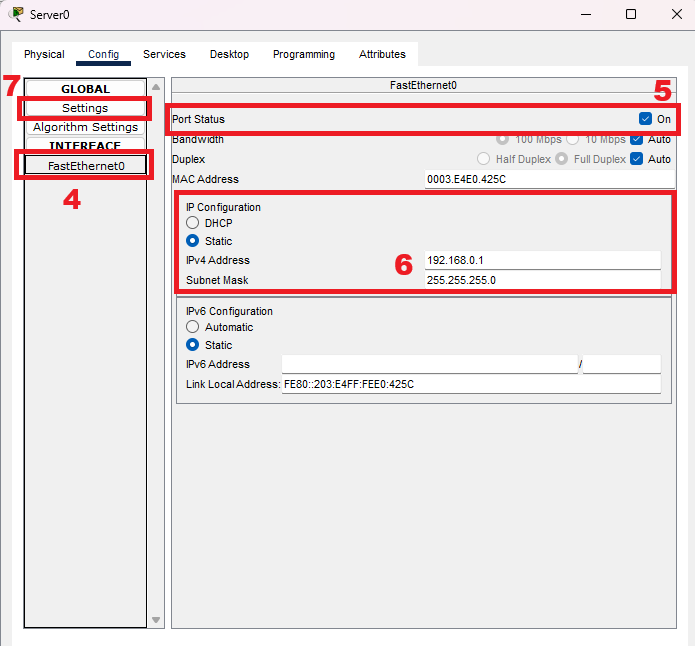 Server0
Physical Config Services Desktop Programming Attributes
7
GLOBAL
Settings
Algorithm Settings
INTERFACE
FastEthernet0
4
FastEthernet0
5
Port Status On
Bandwidth 100 Mbps 10 Mbps Auto
Duplex Half Duplex Full Duplex Auto
MAC Address 0003.E4E0.425C
IP Configuration
DHCP
Static
6
IPv4 Address 192.168.0.1
Subnet Mask 255.255.255.0
IPv6 Configuration
Automatic
Static
IPv6 Address /
Link Local Address: FE80::203:E4FF:FEE0:425C